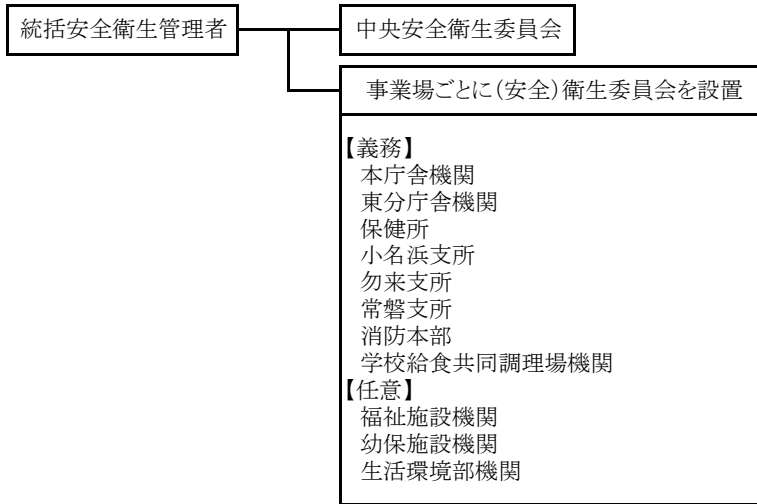 統括安全衛生管理者
中央安全衛生委員会
事業場ごとに(安全)衛生委員会を設置
【義務】
本庁舎機関
東分庁舎機関
保健所
小名浜支所
勿来支所
常磐支所
消防本部
学校給食共同調理場機関
【任意】
福祉施設機関
幼保施設機関
生活環境部機関